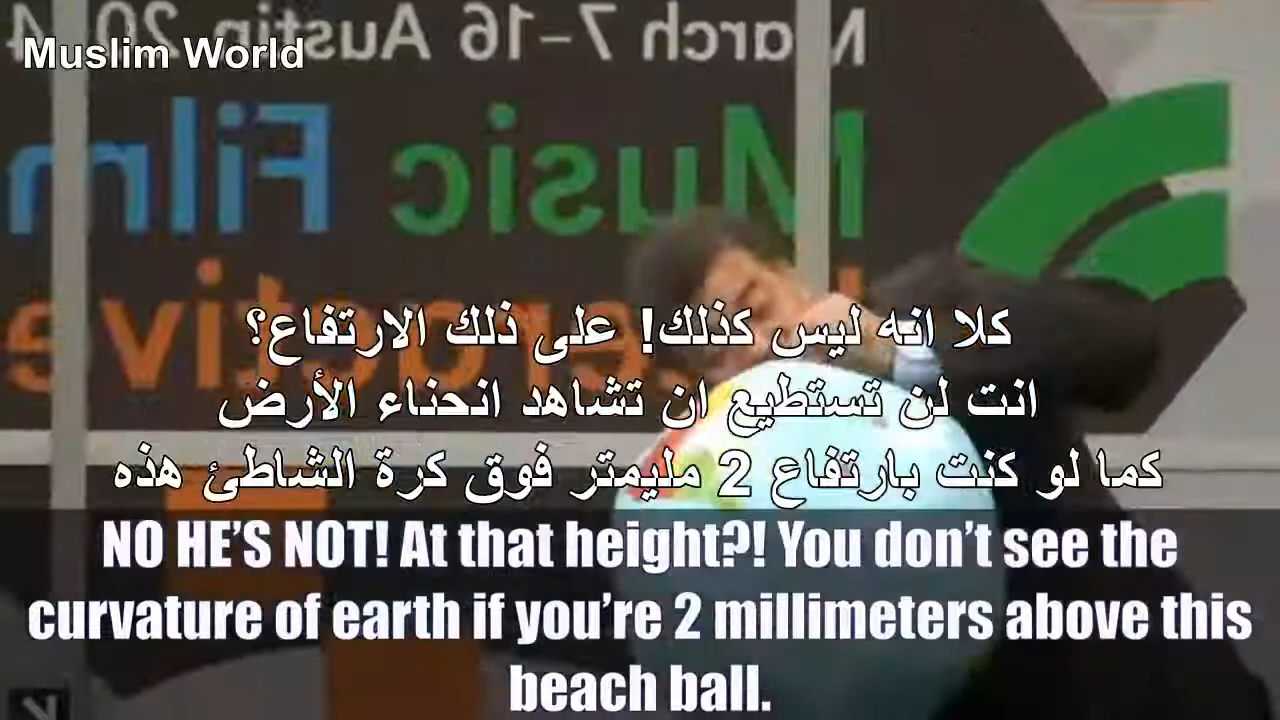 Muslim World
March 7-16 Austin
Music Film
كلا انه ليس كذلك! على ذلك الارتفاع؟
انت لن تستطيع ان تشاهد انحناء الأرض
كما لو كنت بارتفاع 2 مليمتر فوق كرة الشاطئ هذه
NO HE'S NOT! At that height?! You don't see the
curvature of earth if you're 2 millimeters above this
beach ball.